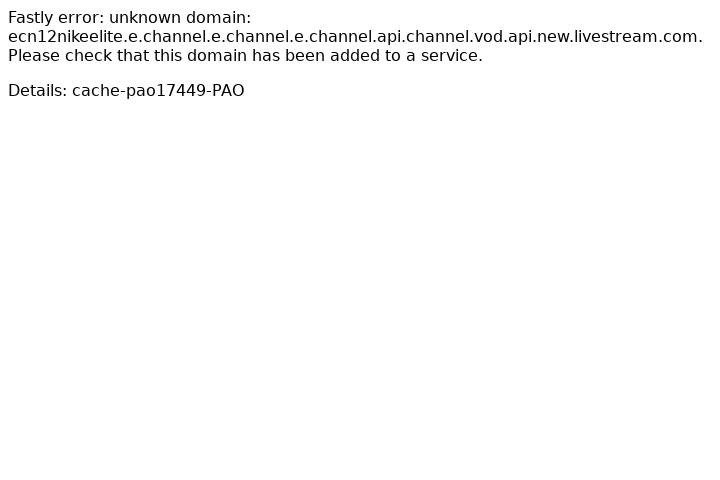 Fastly error: unknown domain:
ecn12nikeelite.e.channel.e.channel.e.channel.api.channel.vod.api.new.livestream.com.
Please check that this domain has been added to a service.
Details: cache-pao17449-PAO